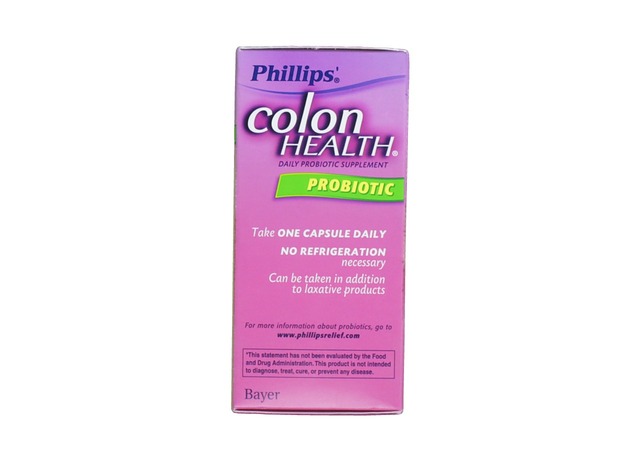 Phillips'®
colon
HEALTH®
DAILY PROBIOTIC SUPPLEMENT
PROBIOTIC
Take ONE CAPSULE DAILY
NO REFRIGERATION
necessary
Can be taken in addition
to laxative products
For more information about probiotics, go to
www.phillipsrelief.com
*This statement has not been evaluated by the Food
and Drug Administration. This product is not intended
to diagnose, treat, cure, or prevent any disease.
Bayer